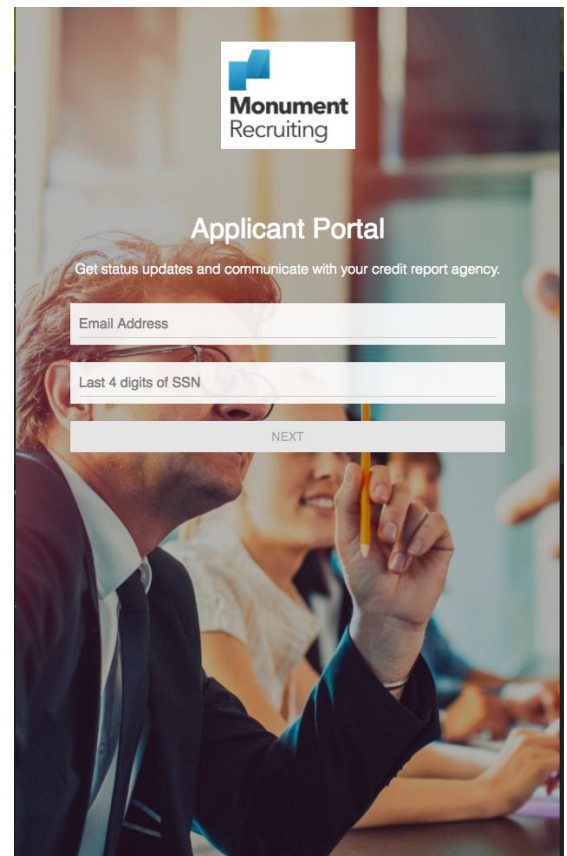 Monument
Recruiting
Applicant Portal
Get status updates and communicate with your credit report agency.
Email Address
Last 4 digits of SSN
NEXT